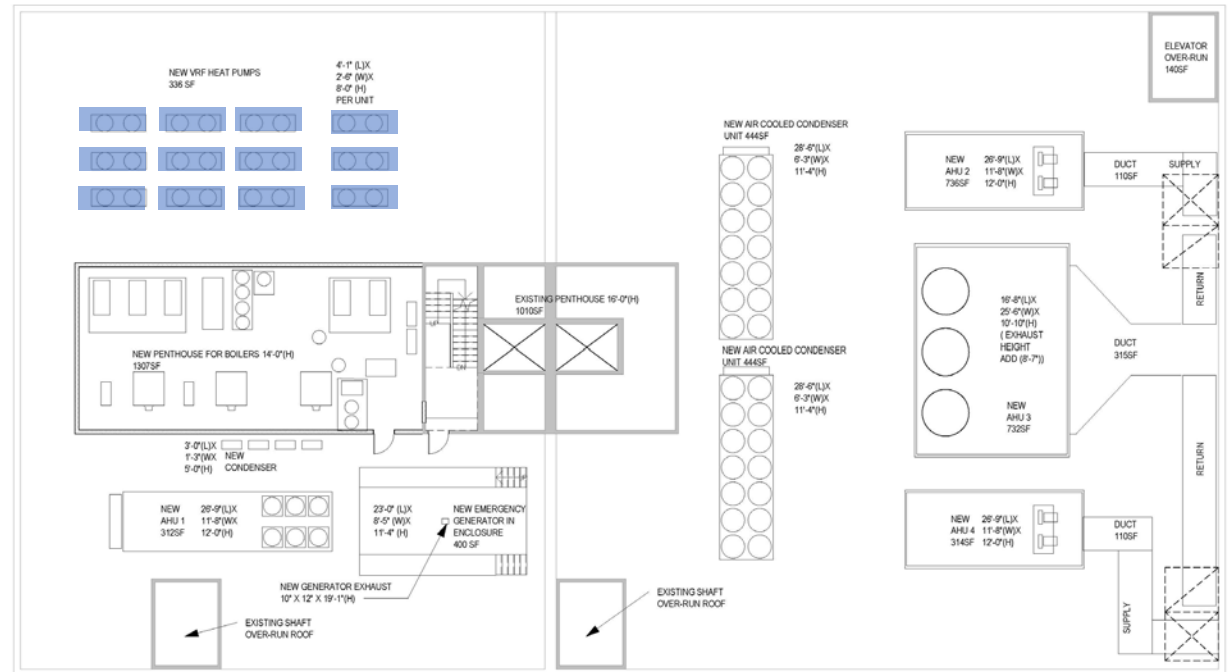 NEW VRF HEAT PUMPS
336 SF
4'-1" (L)X
2'-6" (W)X
8'-0" (H)
PER UNIT
ELEVATOR
OVER-RUN
140SF
NEW AIR COOLED CONDENSER
UNIT 444SF
28'-6"(L)X
6'-3"(W)X
11'-4"(H)
NEW
AHU 2
736SF
26'-9"(L)X
11'-8"(W)X
12'-0"(H)
DUCT
110SF
SUPPLY
RETURN
EXISTING PENTHOUSE 16'-0"(H)
1010SF
UP
DN
NEW PENTHOUSE FOR BOILERS 14'-0"(H)
1307SF
16'-8"(L)X
25'-6"(W)X
10'-10"(H)
( EXHAUST
HEIGHT
ADD (8'-7"))
NEW
AHU 3
732SF
DUCT
315SF
NEW AIR COOLED CONDENSER
UNIT 444SF
28'-6"(L)X
6'-3"(W)X
11'-4"(H)
RETURN
3'-0"(L)X
1'-3"(WX
5'-0"(H)
NEW
CONDENSER
NEW
AHU 1
312SF
26'-9"(L)X
11'-8"(WX
12'-0"(H)
23'-0" (L)X
8'-5" (W)X
11'-4" (H)
NEW EMERGENCY
GENERATOR IN
ENCLOSURE
400 SF
NEW
AHU 4
314SF
26'-9"(L)X
11'-8"(W)X
12'-0"(H)
DUCT
110SF
SUPPLY
NEW GENERATOR EXHAUST
10" X 12" X 19'-1"(H)
EXISTING SHAFT
OVER-RUN ROOF
EXISTING SHAFT
OVER-RUN ROOF